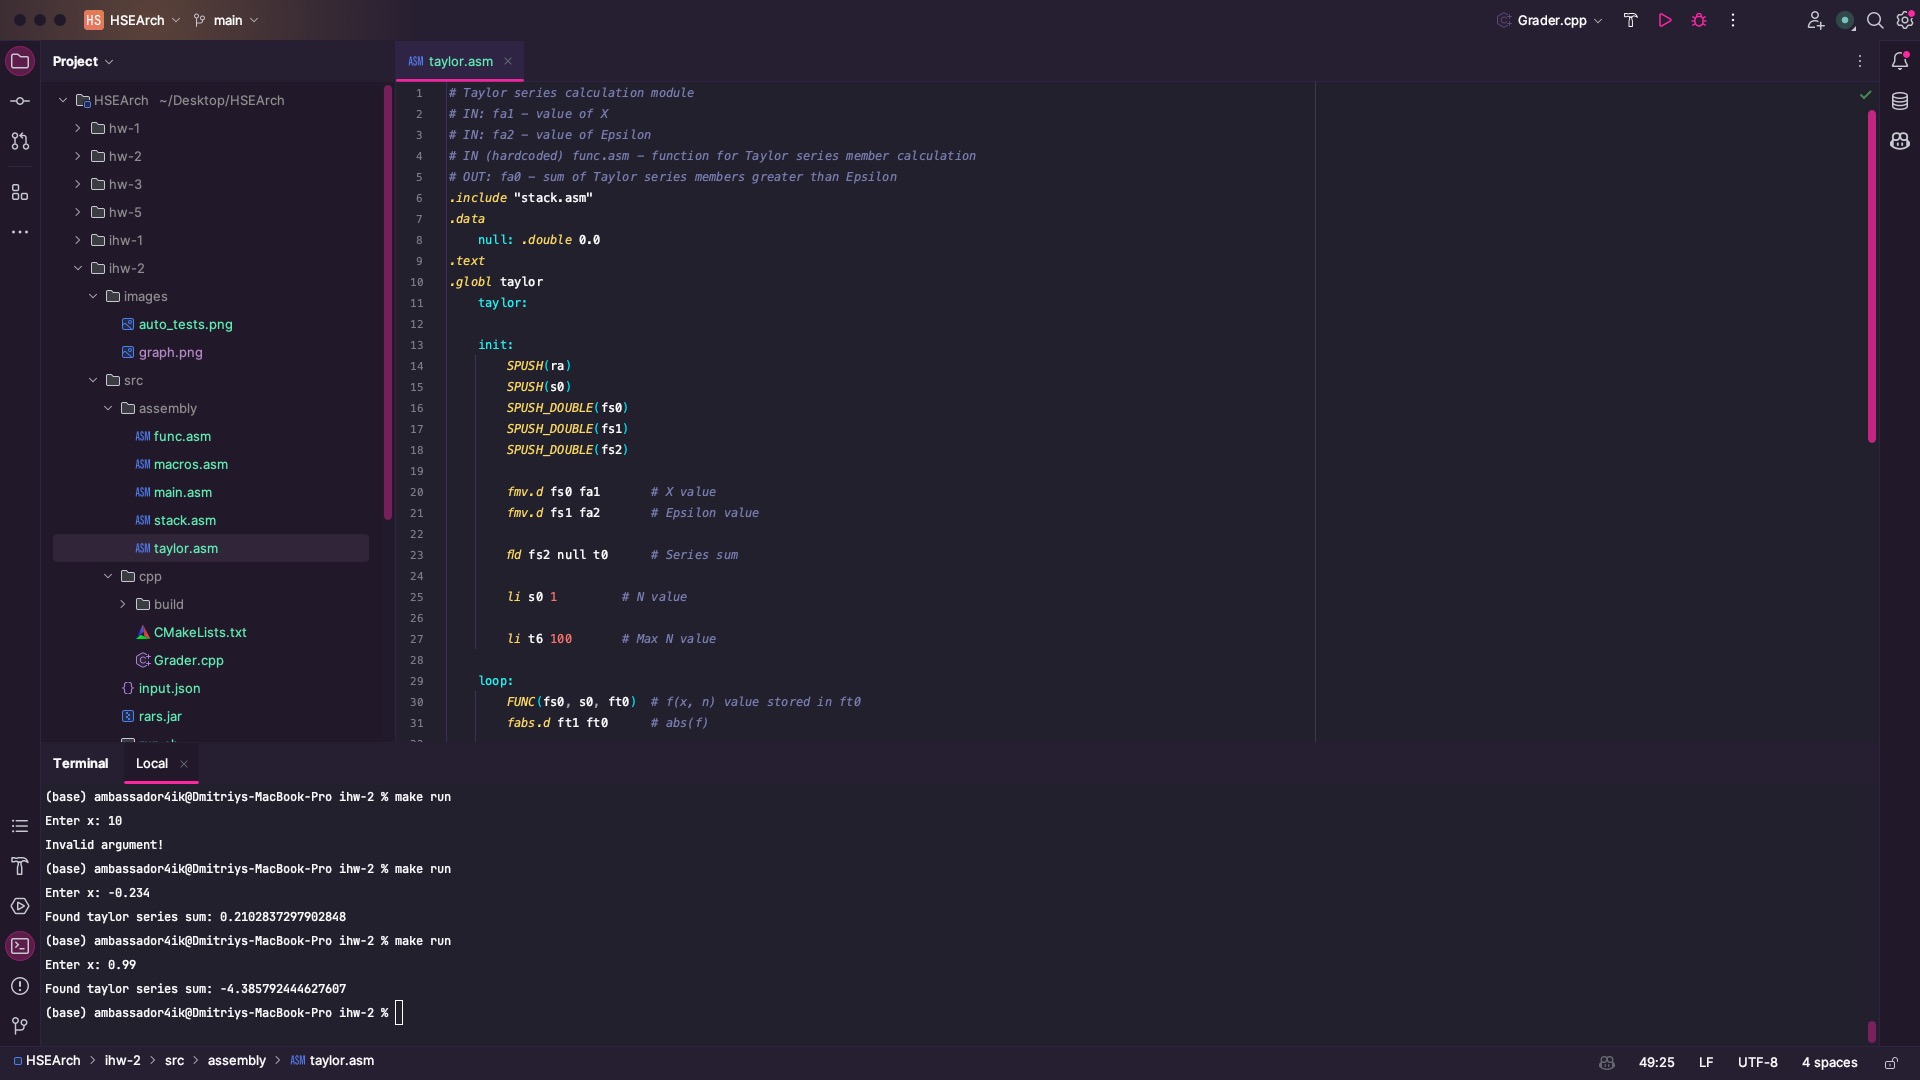 HS HSEArch main Grader.cpp
Project
HSEArch ~/Desktop/HSEArch
hw-1
hw-2
hw-3
hw-5
ihw-1
ihw-2
images
auto_tests.png
graph.png
src
assembly
ASM func.asm
ASM macros.asm
ASM main.asm
ASM stack.asm
ASM taylor.asm
cpp
build
CMakeLists.txt
Grader.cpp
input.json
rars.jar
ASM taylor.asm
1 # Taylor series calculation module
2 # IN: fa1 – value of X
3 # IN: fa2 – value of Epsilon
4 # IN (hardcoded) func.asm – function for Taylor series member calculation
5 # OUT: fa0 – sum of Taylor series members greater than Epsilon
6 .include "stack.asm"
7 .data
8 null: .double 0.0
9 .text
10 .globl taylor
11 taylor:
12
13 init:
14 SPUSH(ra)
15 SPUSH(s0)
16 SPUSH_DOUBLE(fs0)
17 SPUSH_DOUBLE(fs1)
18 SPUSH_DOUBLE(fs2)
19
20 fmv.d fs0 fa1 # X value
21 fmv.d fs1 fa2 # Epsilon value
22
23 fld fs2 null t0 # Series sum
24
25 li s0 1 # N value
26
27 li t6 100 # Max N value
28
29 loop:
30 FUNC(fs0, s0, ft0) # f(x, n) value stored in ft0
31 fabs.d ft1 ft0 # abs(f)
Terminal Local
(base) ambassador4ik@Dmitriys-MacBook-Pro ihw-2 % make run
Enter x: 10
Invalid argument!
(base) ambassador4ik@Dmitriys-MacBook-Pro ihw-2 % make run
Enter x: -0.234
Found taylor series sum: 0.2102837297902848
(base) ambassador4ik@Dmitriys-MacBook-Pro ihw-2 % make run
Enter x: 0.99
Found taylor series sum: -4.385792444627607
(base) ambassador4ik@Dmitriys-MacBook-Pro ihw-2 %
HSEArch > ihw-2 > src > assembly > ASM taylor.asm 49:25 LF UTF-8 4 spaces